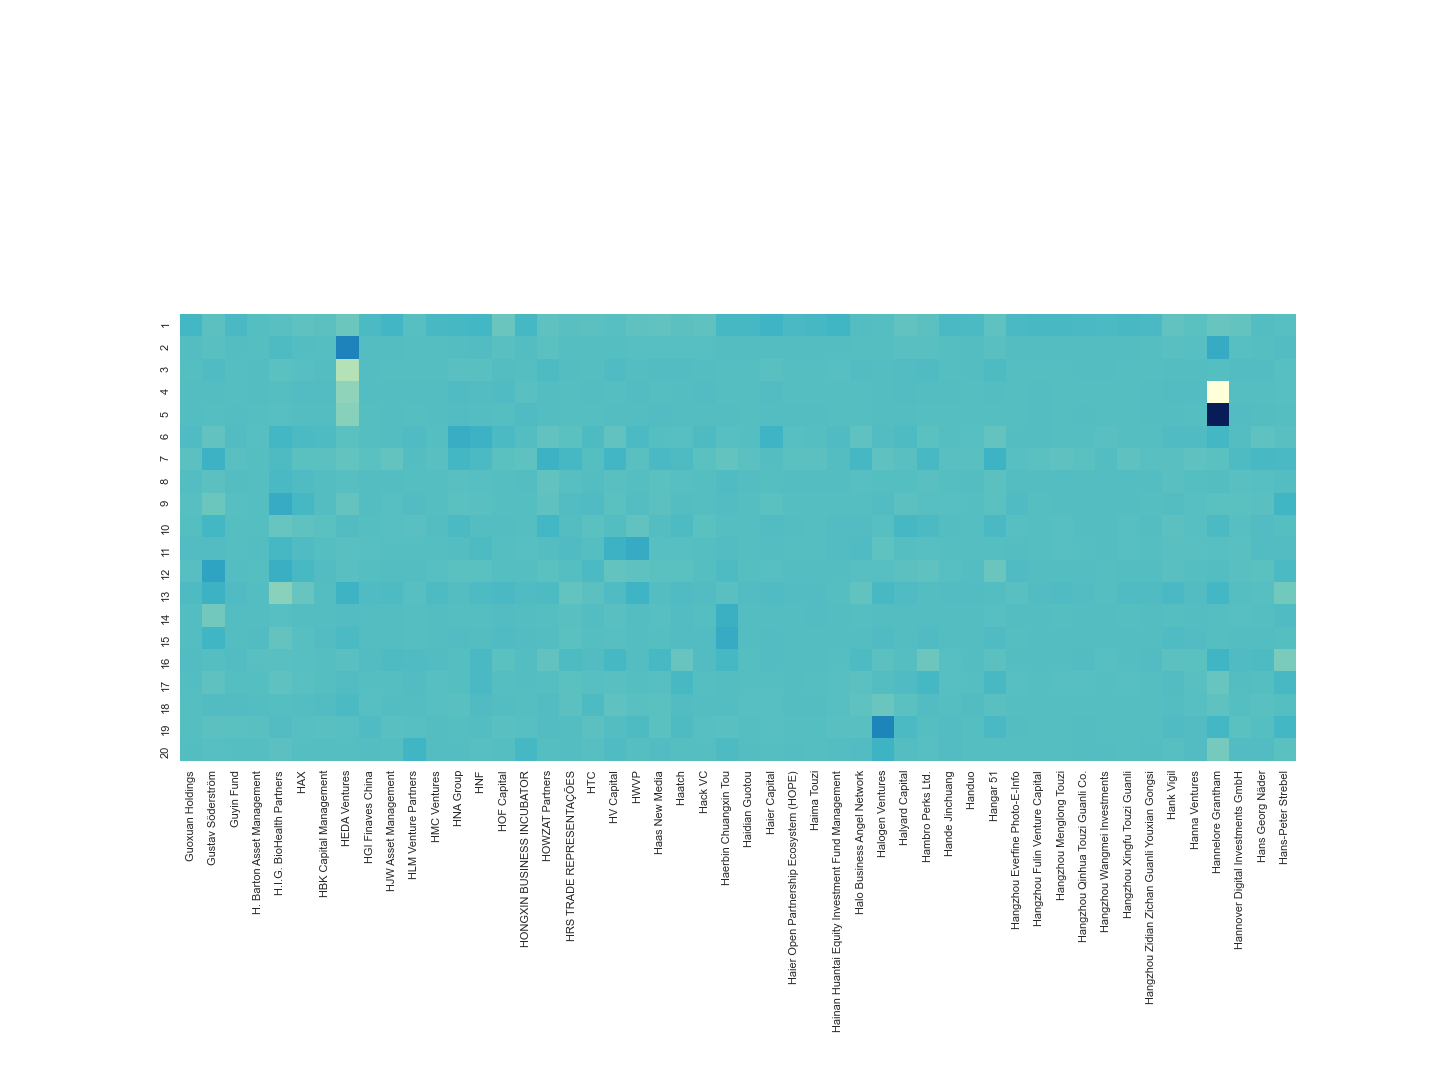 1
2
3
4
5
6
7
8
9
10
11
12
13
14
15
16
17
18
19
20
Guoxuan Holdings
Gustav Söderström
Guyin Fund
H. Barton Asset Management
H.I.G. BioHealth Partners
HAX
HBK Capital Management
HEDA Ventures
HGI Finaves China
HJW Asset Management
HLM Venture Partners
HMC Ventures
HNA Group
HNF
HOF Capital
HONGXIN BUSINESS INCUBATOR
HOWZAT Partners
HRS TRADE REPRESENTAÇÕES
HTC
HV Capital
HWVP
Haas New Media
Haatch
Hack VC
Haerbin Chuangxin Tou
Haidian Guotou
Haier Capital
Haier Open Partnership Ecosystem (HOPE)
Haima Touzi
Hainan Huantai Equity Investment Fund Management
Halo Business Angel Network
Halogen Ventures
Halyard Capital
Hambro Perks Ltd.
Hande Jinchuang
Handuo
Hangar 51
Hangzhou Everfine Photo-E-Info
Hangzhou Fulin Venture Capital
Hangzhou Menglong Touzi
Hangzhou Qinhua Touzi Guanli Co.
Hangzhou Wangmei Investments
Hangzhou Xingfu Touzi Guanli
Hangzhou Zidian Zichan Guanli Youxian Gongsi
Hank Vigil
Hanna Ventures
Hannelore Grantham
Hannover Digital Investments GmbH
Hans Georg Näder
Hans-Peter Strebel